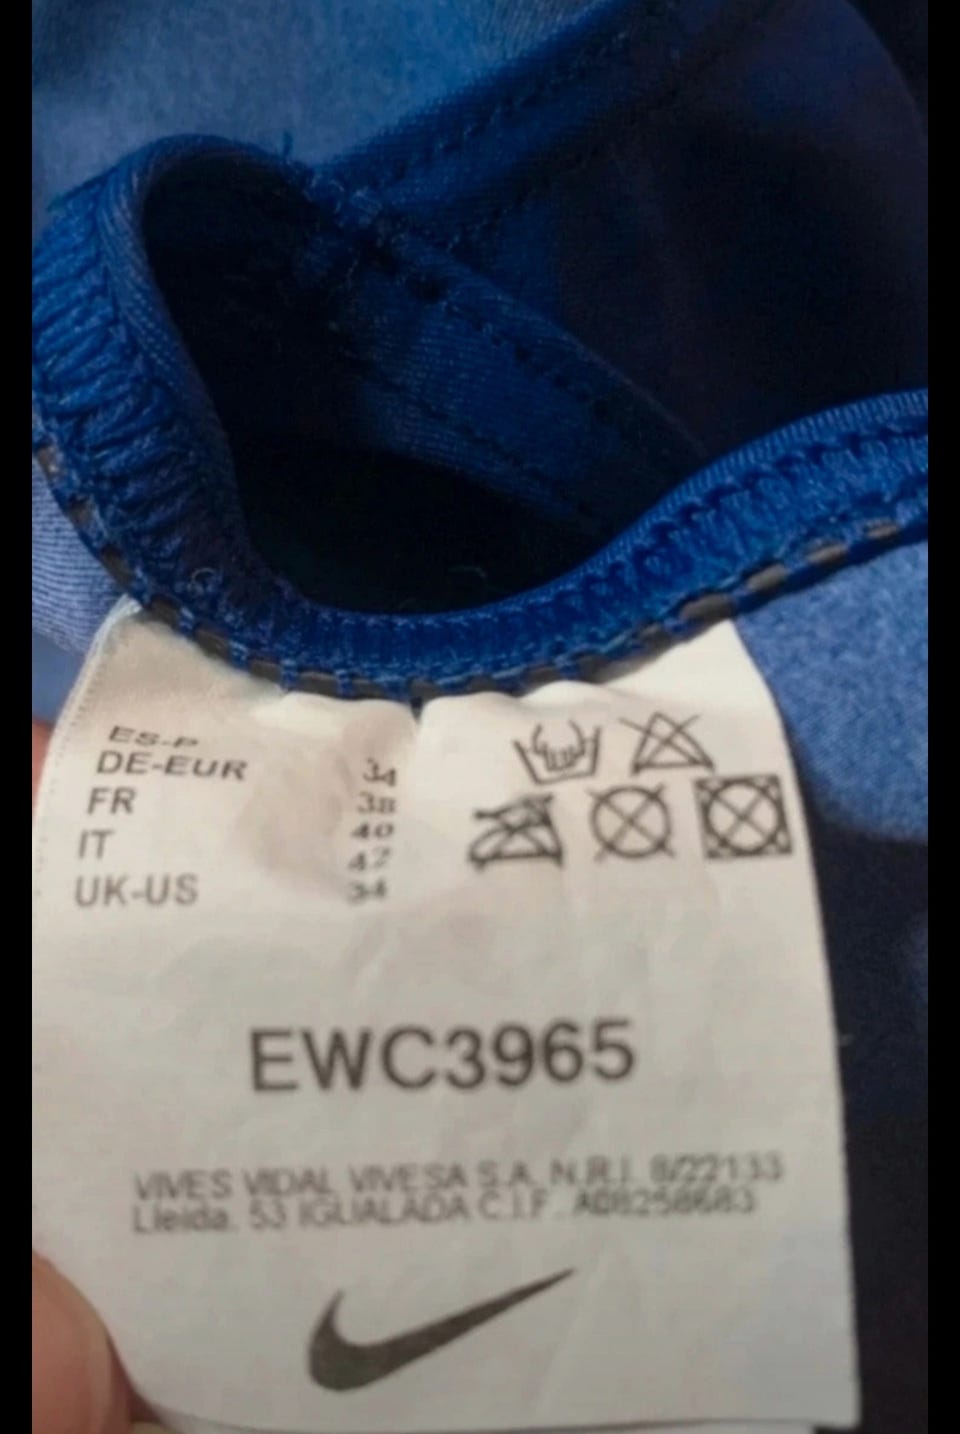 ES-P 34
DE-EUR 38
FR 40
IT 42
UK-US 34
EWC3965
VIVES VIDAL VIVESA S.A. N.R.I. 8/22133
Lleida, 53 IGUALADA C.I.F. A08258683